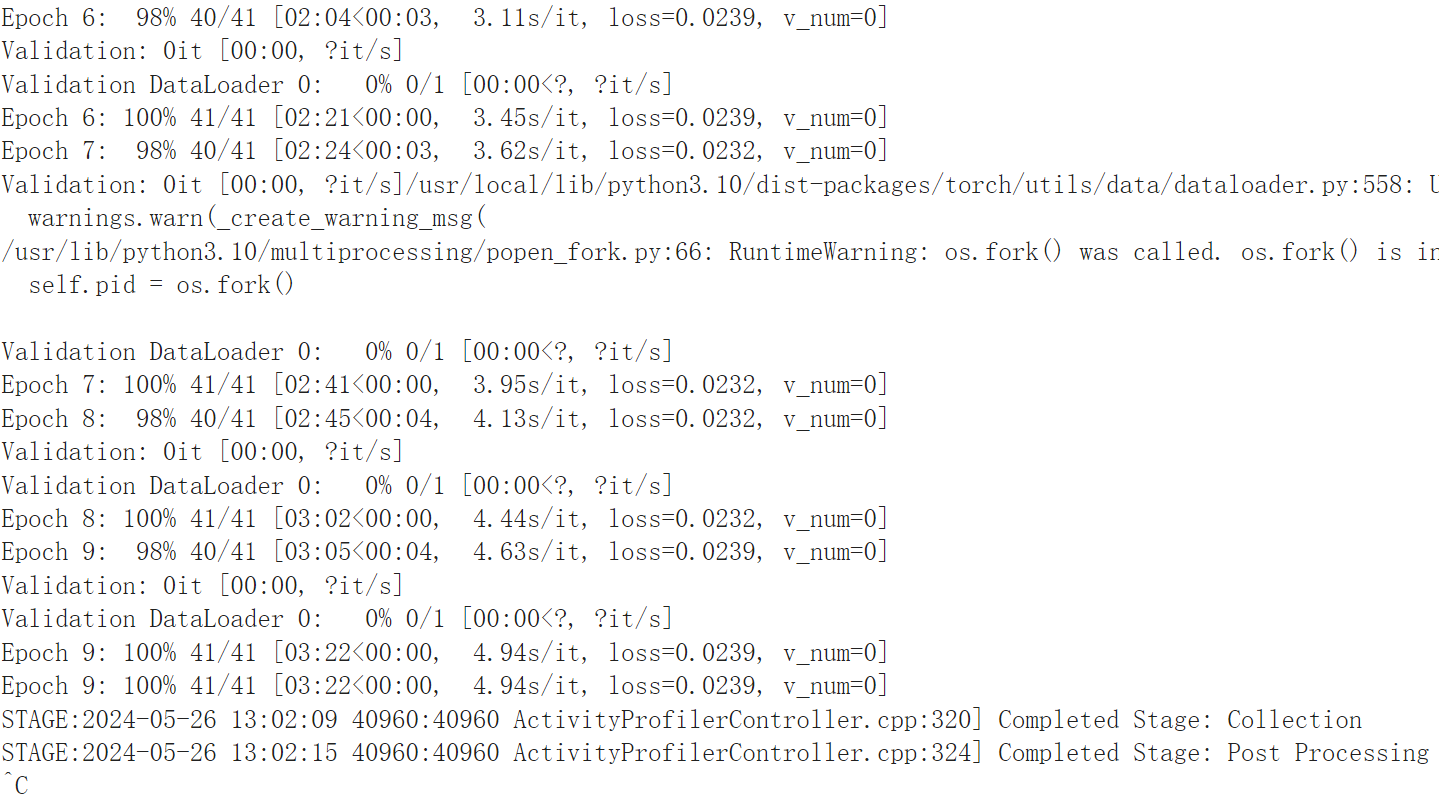 Epoch 6:  98% 40/41 [02:04<00:03,  3.11s/it, loss=0.0239, v_num=0]
Validation: 0it [00:00, ?it/s]
Validation DataLoader 0:   0% 0/1 [00:00<?, ?it/s]
Epoch 6: 100% 41/41 [02:21<00:00,  3.45s/it, loss=0.0239, v_num=0]
Epoch 7:  98% 40/41 [02:24<00:03,  3.62s/it, loss=0.0232, v_num=0]
Validation: 0it [00:00, ?it/s]/usr/local/lib/python3.10/dist-packages/torch/utils/data/dataloader.py:558: U
  warnings.warn(_create_warning_msg(
/usr/lib/python3.10/multiprocessing/popen_fork.py:66: RuntimeWarning: os.fork() was called. os.fork() is in
  self.pid = os.fork()
Validation DataLoader 0:   0% 0/1 [00:00<?, ?it/s]
Epoch 7: 100% 41/41 [02:41<00:00,  3.95s/it, loss=0.0232, v_num=0]
Epoch 8:  98% 40/41 [02:45<00:04,  4.13s/it, loss=0.0232, v_num=0]
Validation: 0it [00:00, ?it/s]
Validation DataLoader 0:   0% 0/1 [00:00<?, ?it/s]
Epoch 8: 100% 41/41 [03:02<00:00,  4.44s/it, loss=0.0232, v_num=0]
Epoch 9:  98% 40/41 [03:05<00:04,  4.63s/it, loss=0.0239, v_num=0]
Validation: 0it [00:00, ?it/s]
Validation DataLoader 0:   0% 0/1 [00:00<?, ?it/s]
Epoch 9: 100% 41/41 [03:22<00:00,  4.94s/it, loss=0.0239, v_num=0]
Epoch 9: 100% 41/41 [03:22<00:00,  4.94s/it, loss=0.0239, v_num=0]
STAGE:2024-05-26 13:02:09 40960:40960 ActivityProfilerController.cpp:320] Completed Stage: Collection
STAGE:2024-05-26 13:02:15 40960:40960 ActivityProfilerController.cpp:324] Completed Stage: Post Processing
^C